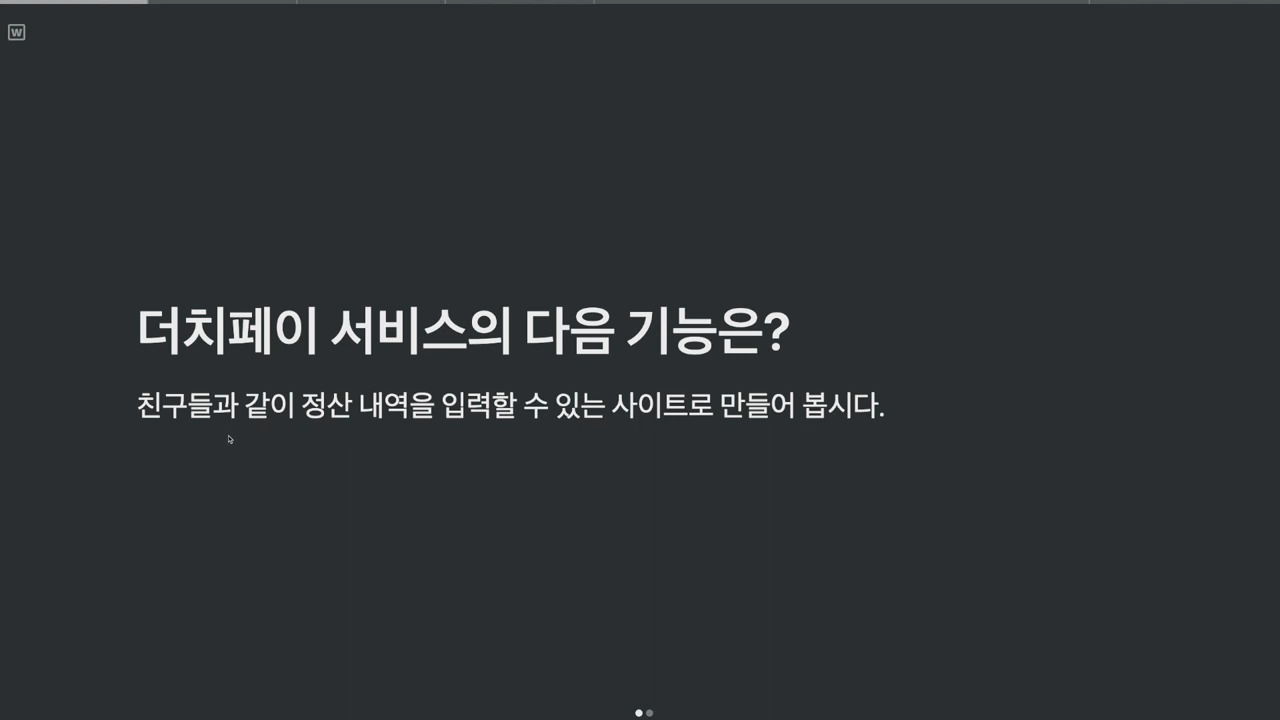 W
더치페이 서비스의 다음 기능은?
친구들과 같이 정산 내역을 입력할 수 있는 사이트로 만들어 봅시다.